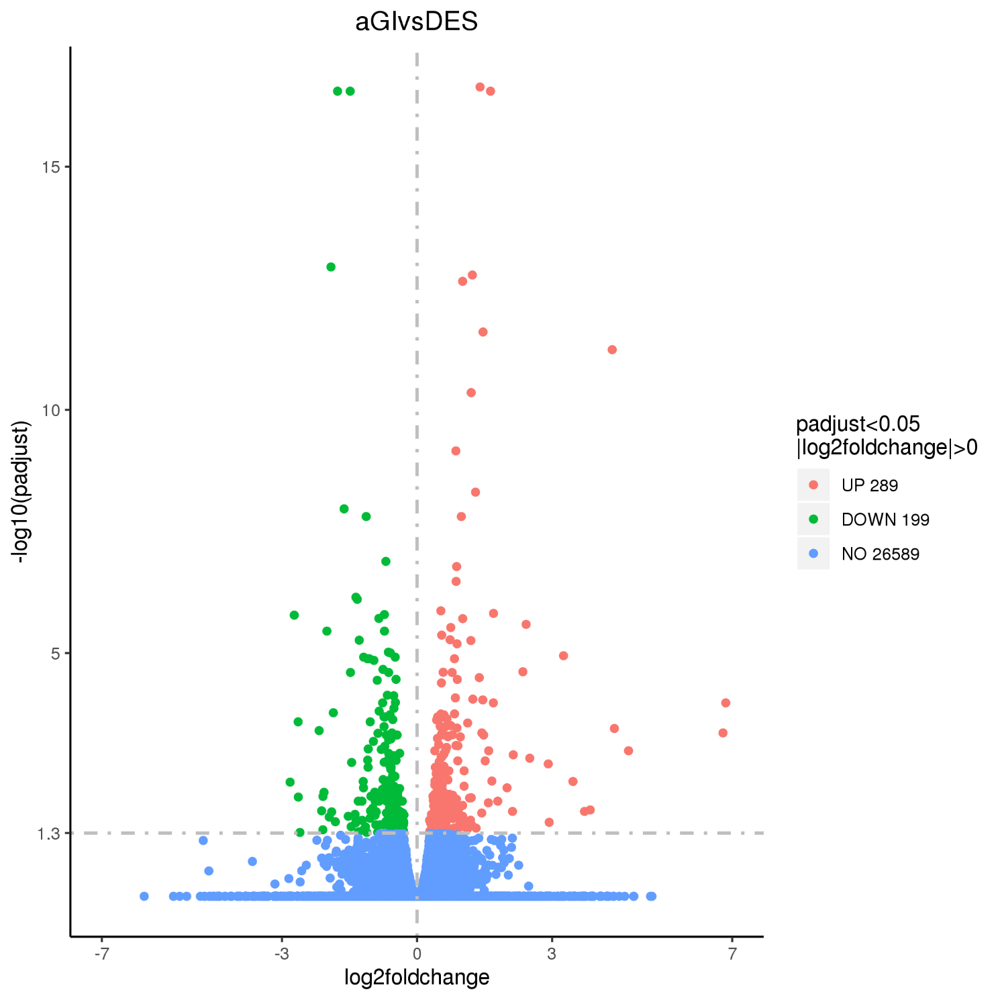 aGIvsDES
-log10(padjust)
15
10
5
1.3
-7
-3
0
3
7
log2foldchange
padjust<0.05
|log2foldchange|>0
UP 289
DOWN 199
NO 26589